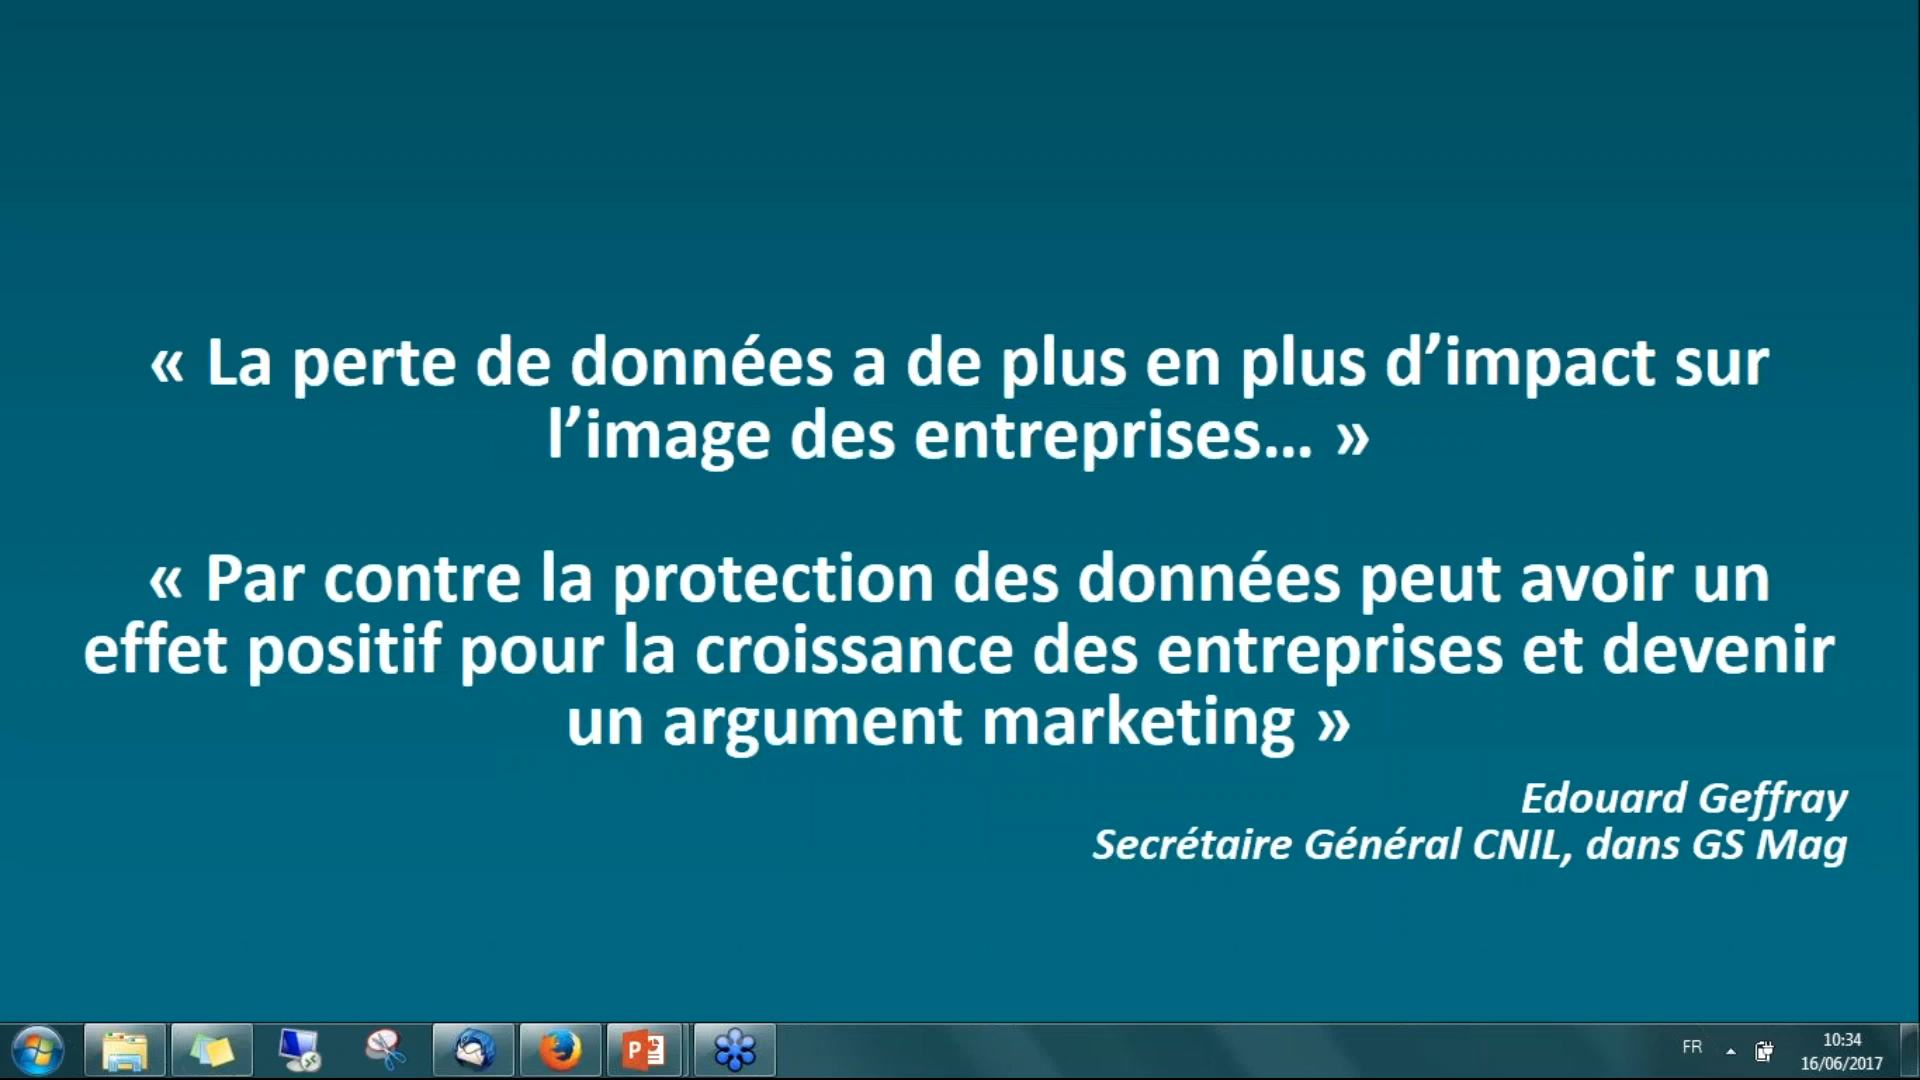 « La perte de données a de plus en plus d’impact sur
l’image des entreprises... »
« Par contre la protection des données peut avoir un
effet positif pour la croissance des entreprises et devenir
un argument marketing »
Edouard Geffray
Secrétaire Général CNIL, dans GS Mag
FR
10:34
16/06/2017